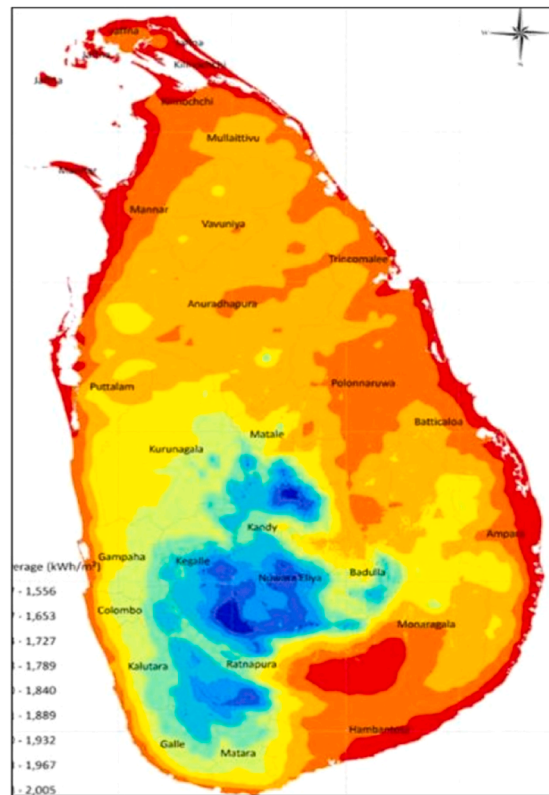 Jaffna
Kilinochchi
Kilinochchi
Mullaittivu
Mannar
Vavuniya
Trincomalee
Anuradhapura
Puttalam
Polonnaruwa
Batticaloa
Matale
Kurunagala
Kandy
Ampara
Gampaha
Kegalle
Nuwara Eliya
Badulla
erage (kWh/m²)
- 1,556
Colombo
- 1,653
Monaragala
- 1,727
Kalutara
Ratnapura
- 1,789
- 1,840
- 1,889
Hambantota
- 1,932
Galle
Matara
- 1,967
- 2,005